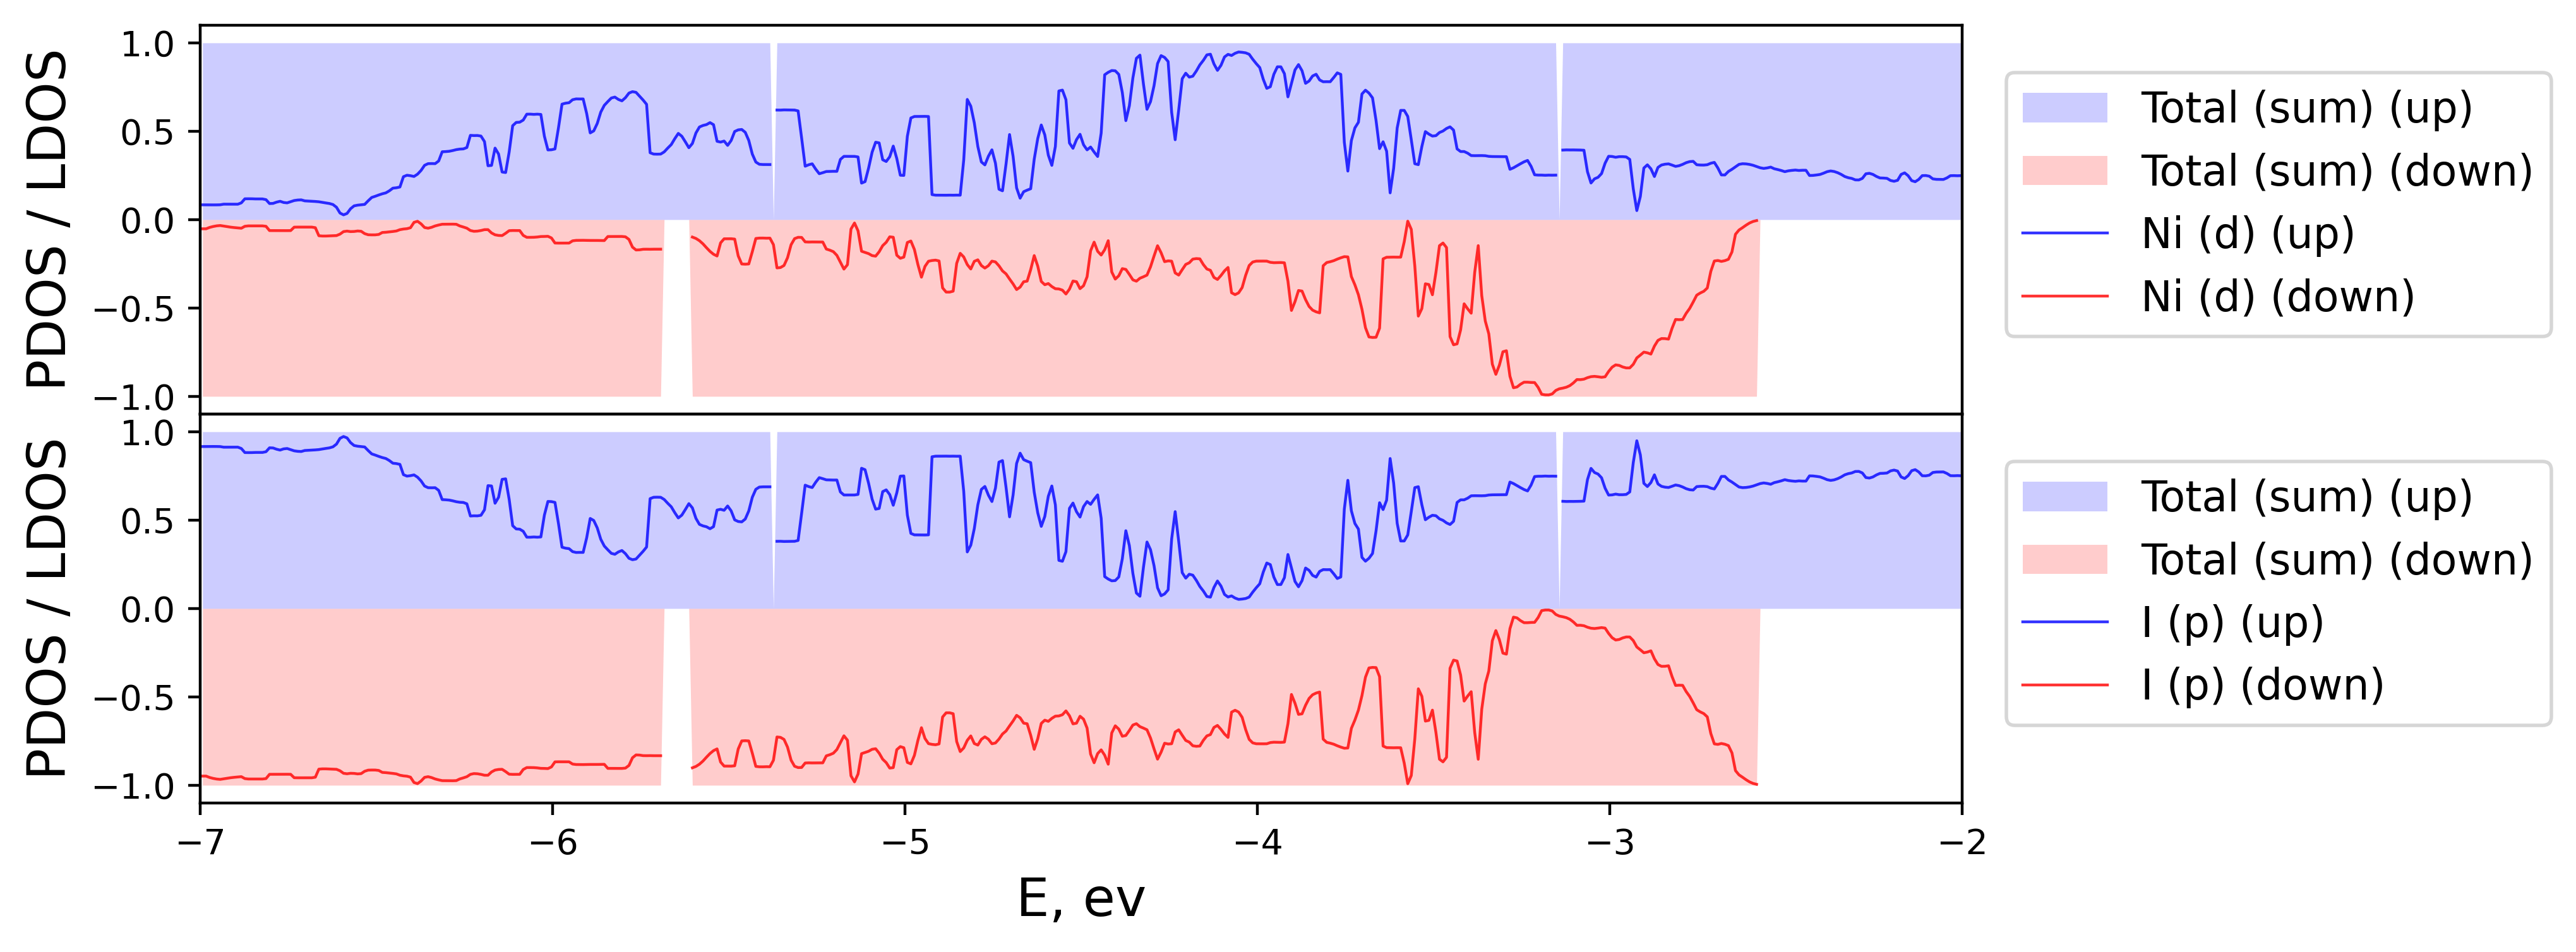 PDOS / LDOS
1.0
0.5
0.0
−0.5
−1.0
Total (sum) (up)
Total (sum) (down)
Ni (d) (up)
Ni (d) (down)
PDOS / LDOS
1.0
0.5
0.0
−0.5
−1.0
Total (sum) (up)
Total (sum) (down)
I (p) (up)
I (p) (down)
−7 −6 −5 −4 −3 −2
E, ev